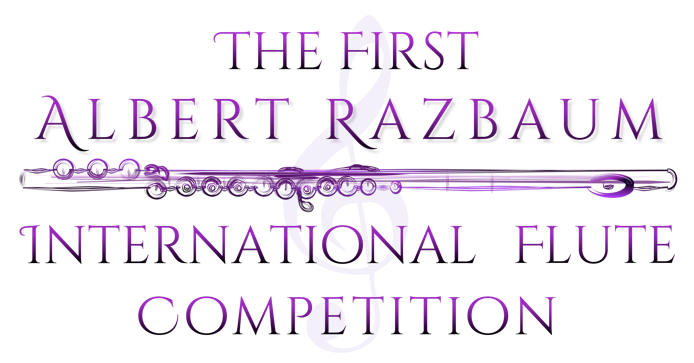 The First
Albert Razbaum
International Flute
Competition